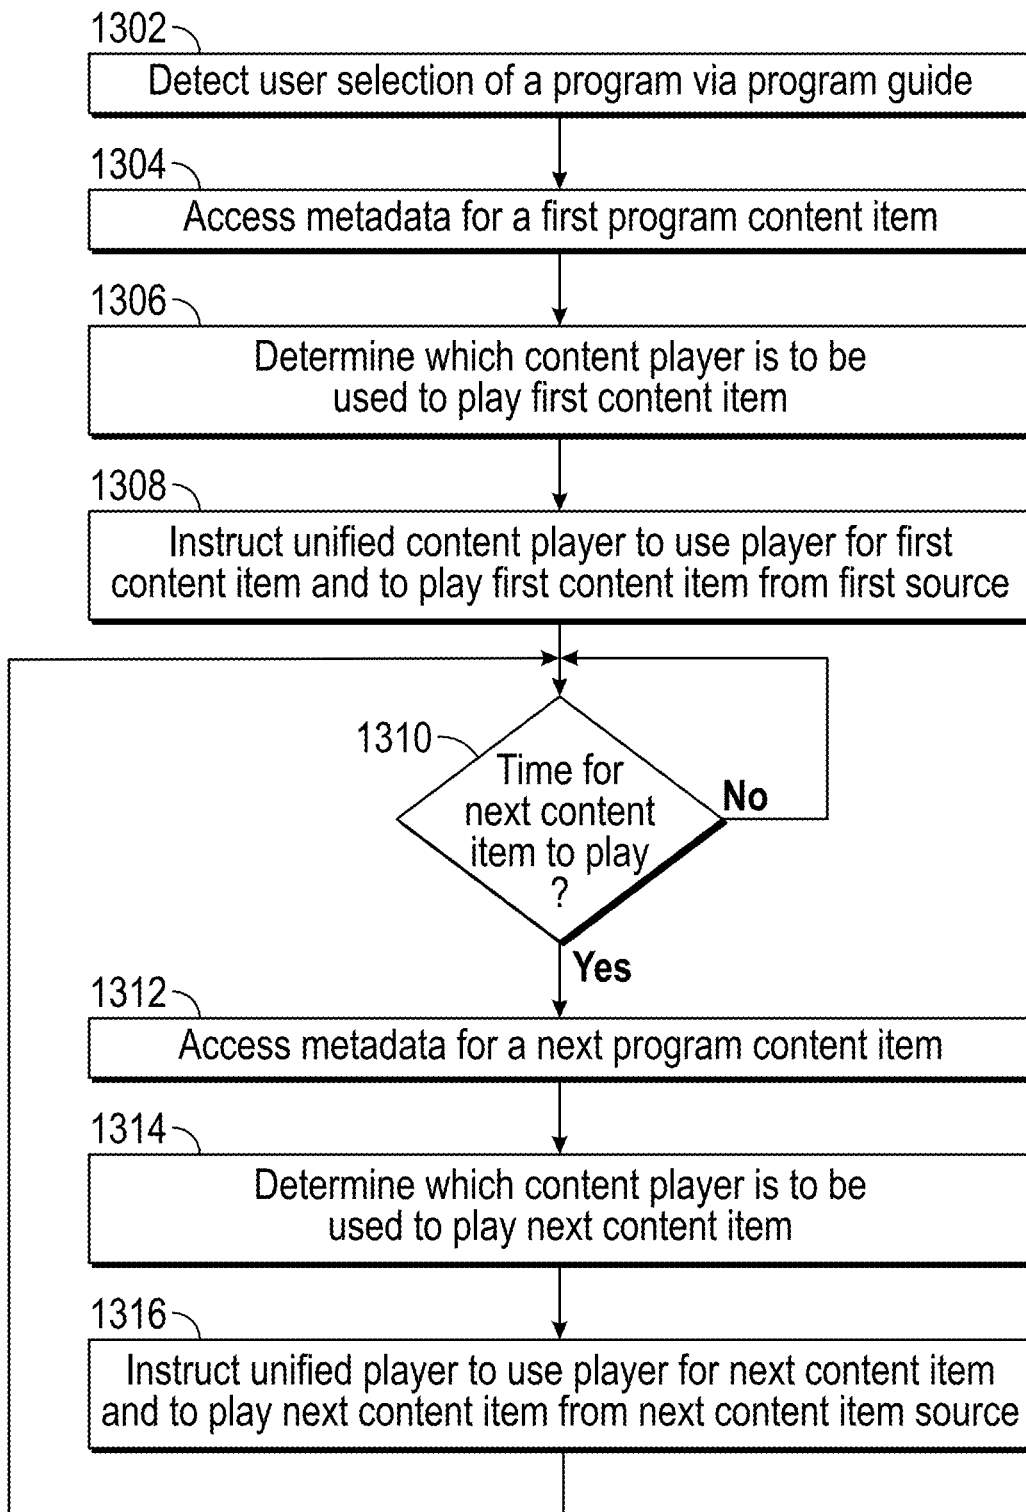 1302
Detect user selection of a program via program guide
1304
Access metadata for a first program content item
1306
Determine which content player is to be
used to play first content item
1308
Instruct unified content player to use player for first
content item and to play first content item from first source
1310
Time for
next content
item to play
?
No
Yes
1312
Access metadata for a next program content item
1314
Determine which content player is to be
used to play next content item
1316
Instruct unified player to use player for next content item
and to play next content item from next content item source